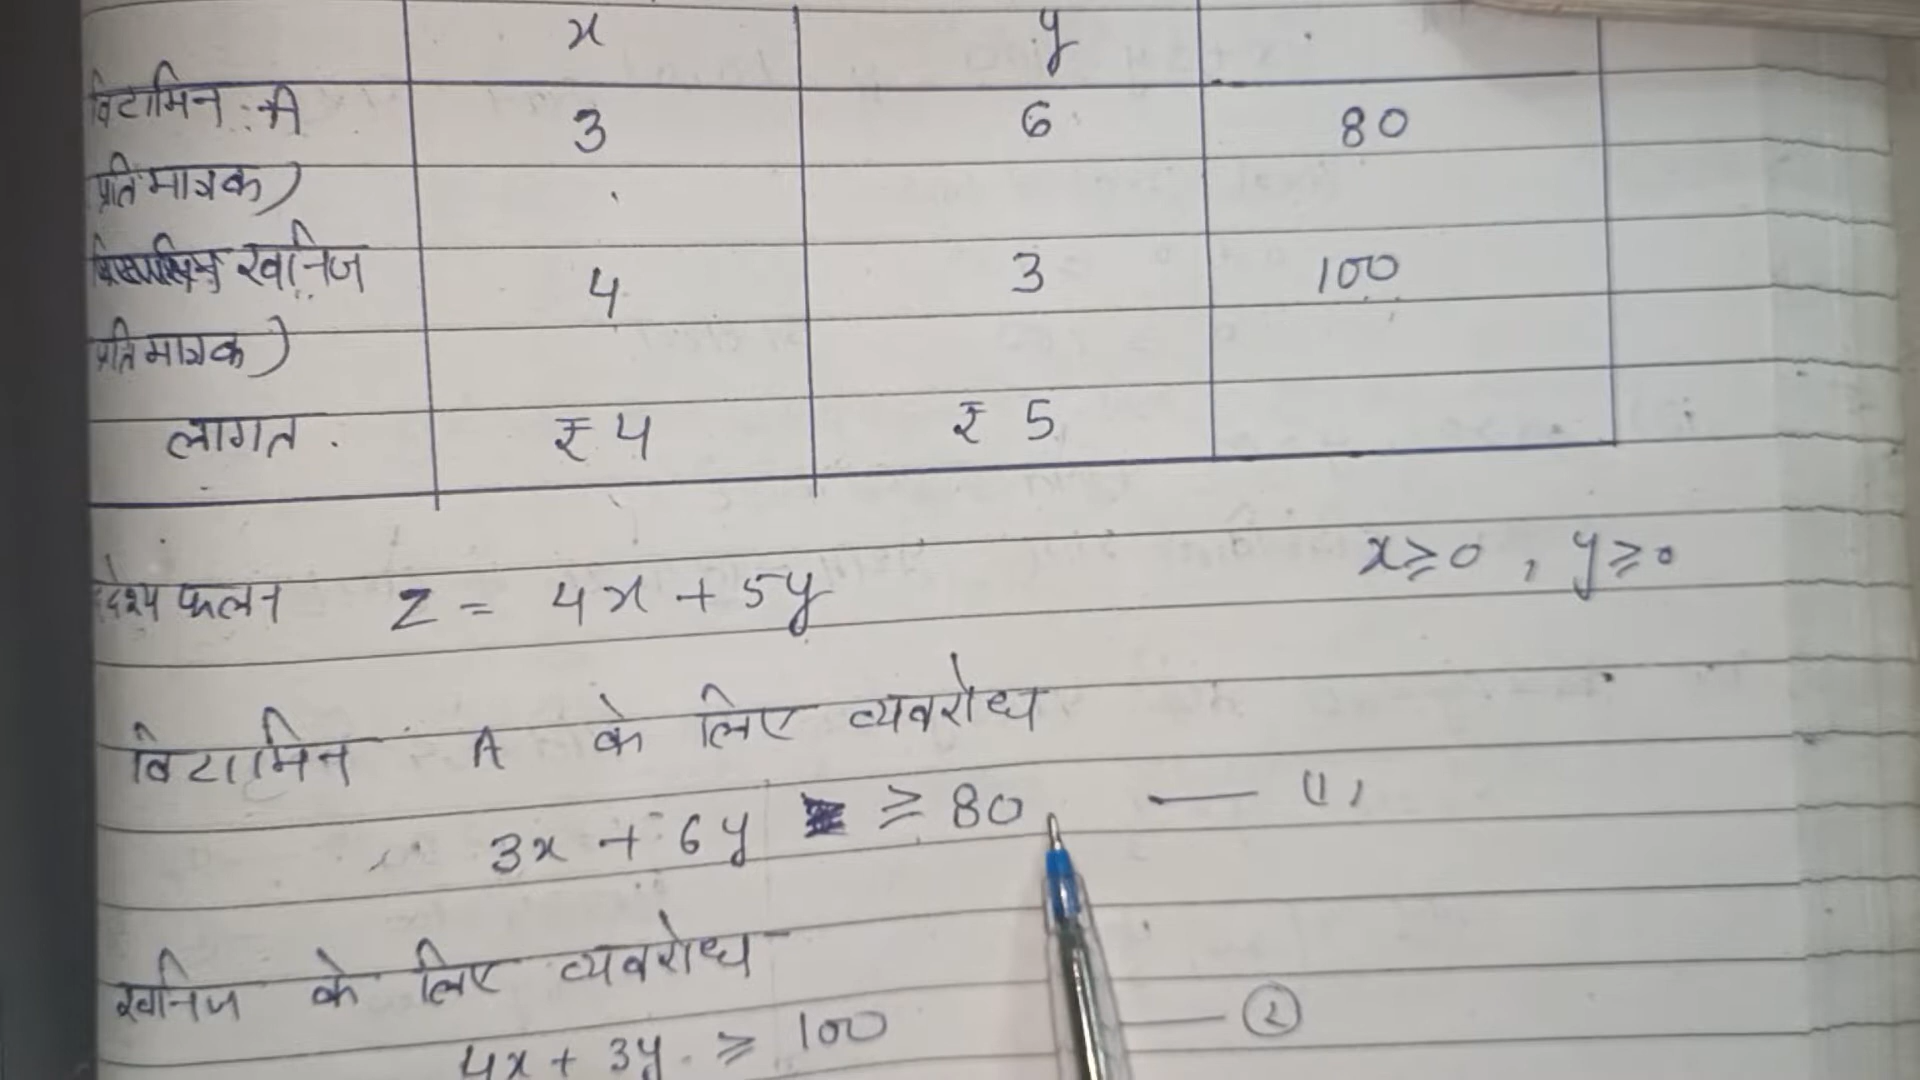 x y
विटामिन :-
3 6 80
प्रति मात्रक)
खनिज 4 3 100
प्रति मात्रक)
लागत . ₹ 4 ₹ 5
द्देश्य फलन Z = 4x + 5y x ≥ 0 , y ≥ 0
विटामिन A के लिए व्यवरोध
3x + 6y ≥ 80 — (1)
खनिज के लिए व्यवरोध
4x + 3y ≥ 100 — (2)